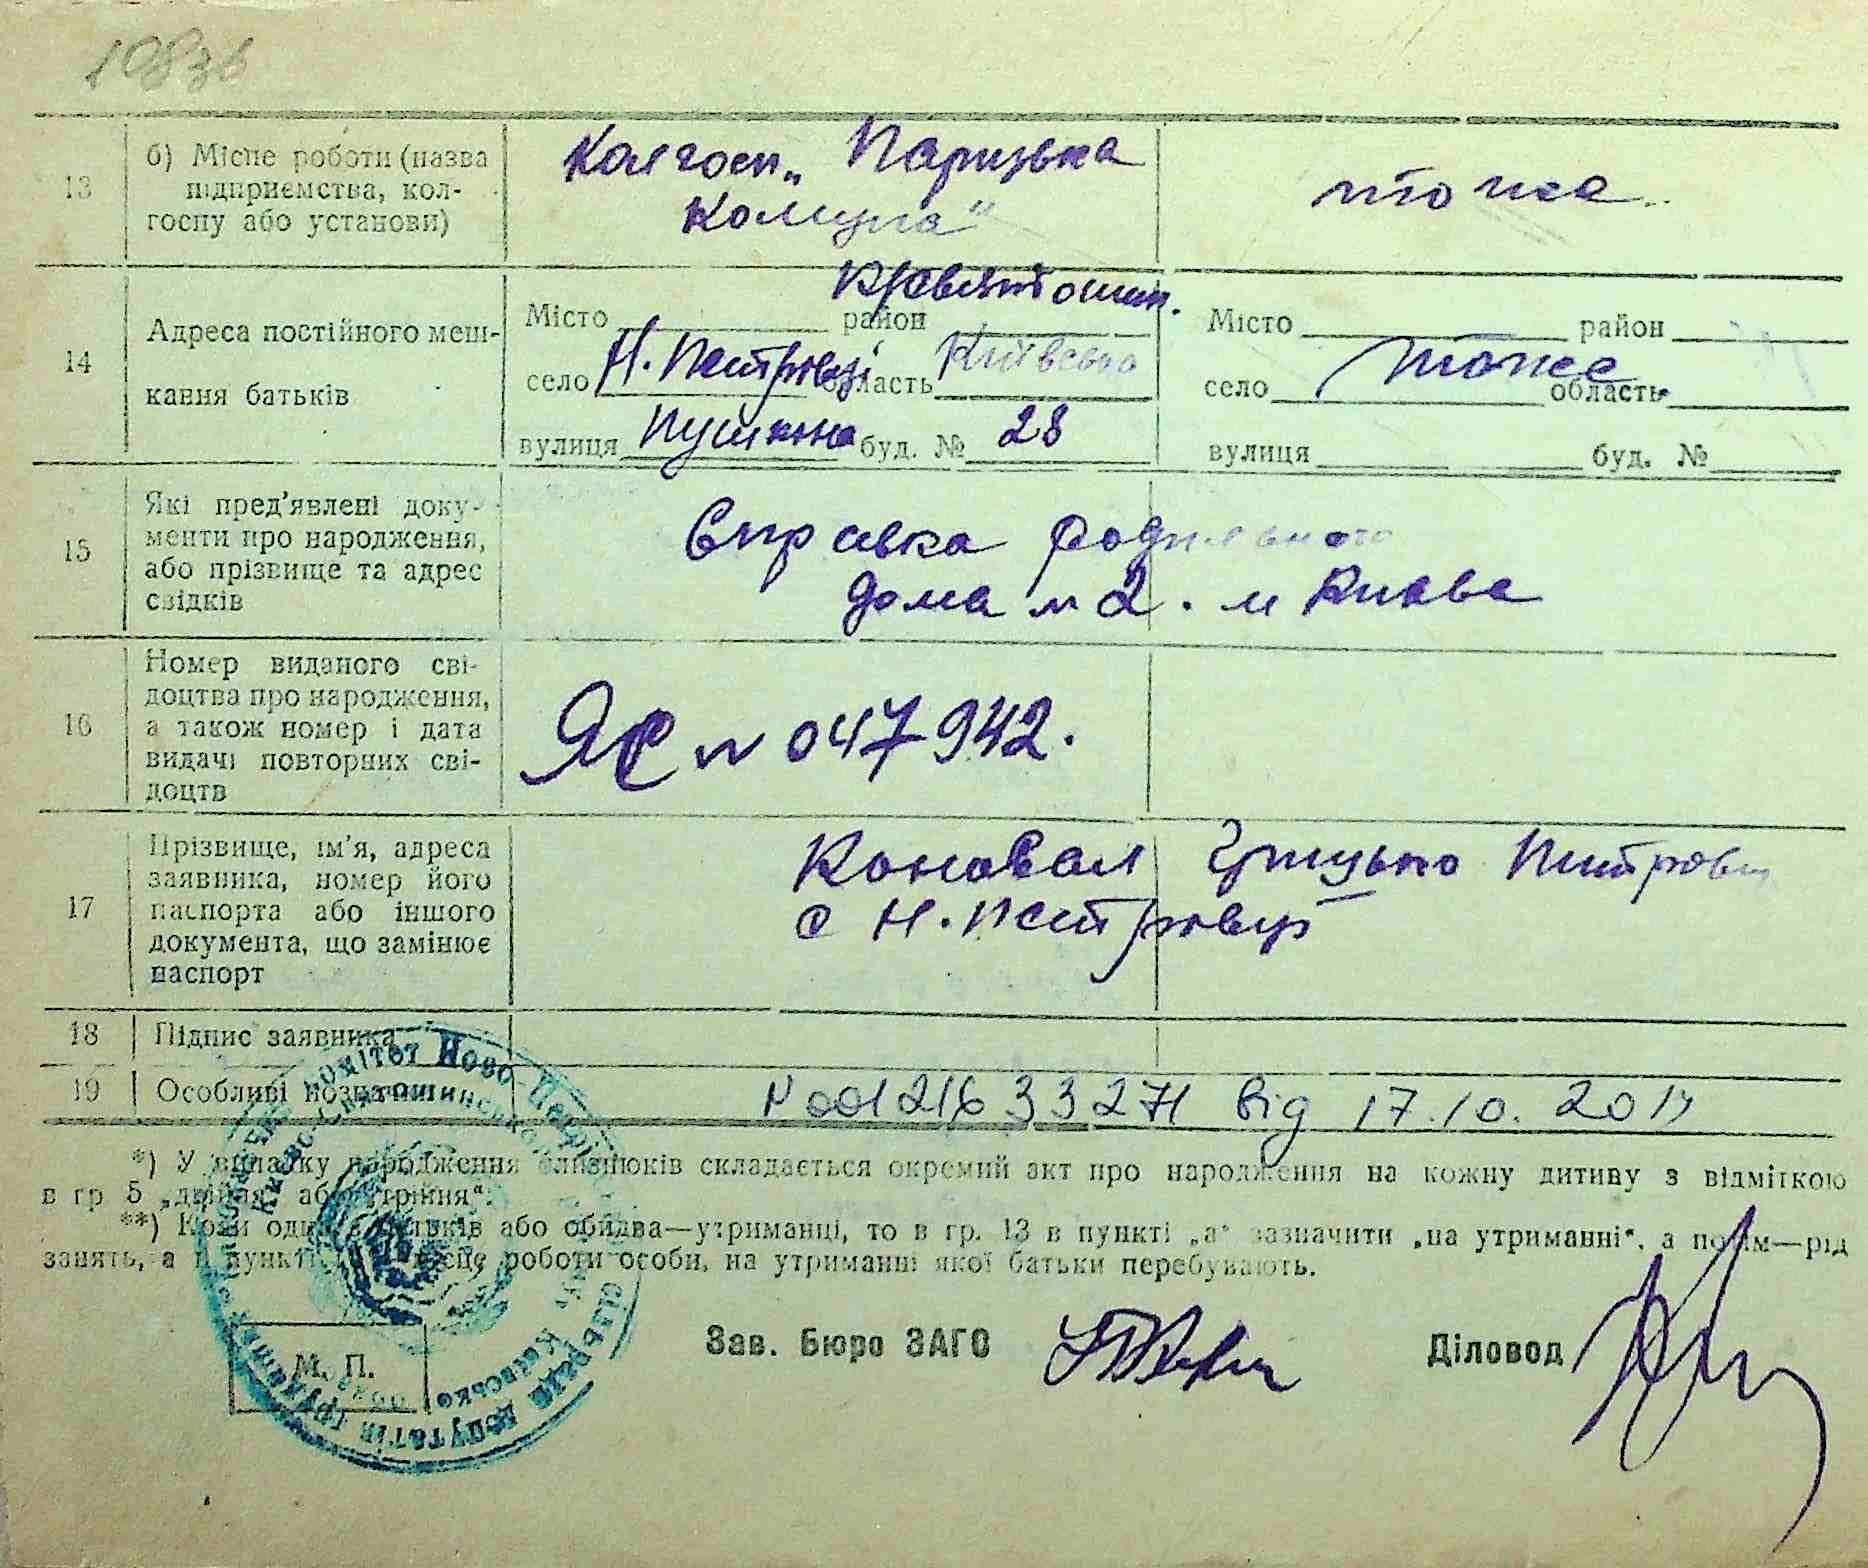 1083б
13
б) Місце роботи (назва
підприємства, кол-
госпу або установи)
Колгосп „Паризька
Комуна"
тоже
14
Адреса постійного меш-
кання батьків
Місто район К.Святошин.
село Н. Петрівці область Київська
вулиця Пушкіна буд. № 28
Місто район
село область тоже
вулиця буд. №
15
Які пред'явлені доку-
менти про народження,
або прізвище та адрес
свідків
Справка родильного
дома № 2. м Києва
16
Номер виданого сві-
доцтва про народження,
а також номер і дата
видачі повторних сві-
доцтв
ЯС № 047942.
17
Прізвище, ім'я, адреса
заявника, номер його
паспорта або іншого
документа, що замінює
паспорт
Коновал Грицько Петрович
с Н. Петрівці
18 Підпис заявника
19 Особливі познатки
N 00121633271 від 17.10.2017
*) У випадку народження близнюків складається окремий акт про народження на кожну дитину з відміткою
в гр 5 „двійня" або „трійня".
**) Коли один з батьків або обидва—утриманці, то в гр. 13 в пункті „а" зазначити „на утриманні", а потім—рід
занять, а в пункті місце роботи особи, на утриманні якої батьки перебувають.
Зав. Бюро ЗАГС
Діловод
М. П.